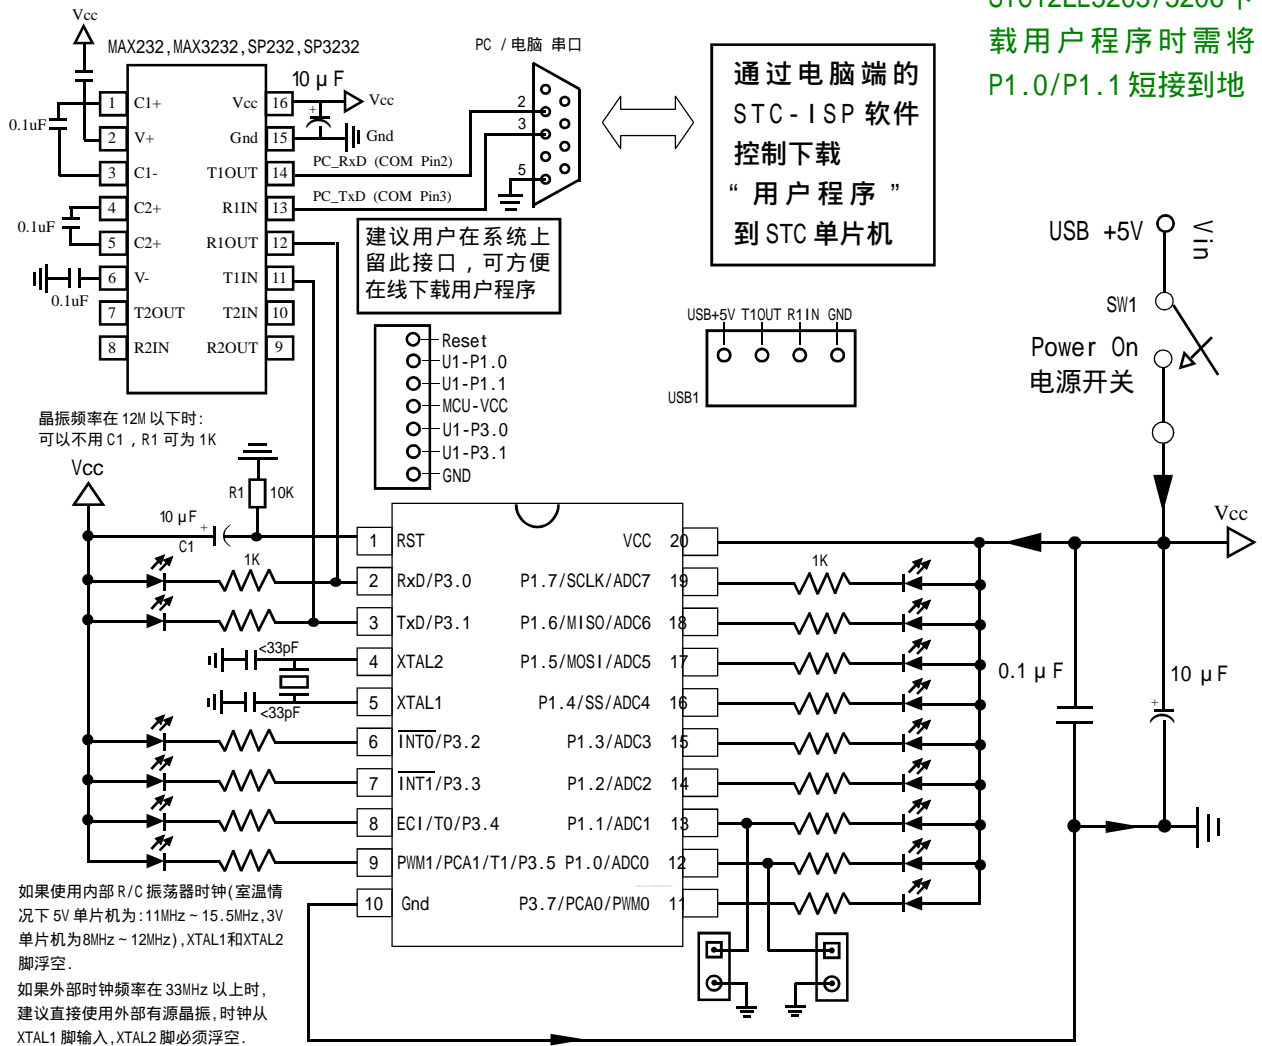 Vcc
MAX232,MAX3232,SP232,SP3232
PC / 电脑 串口
载用户程序时需将
P1.0/P1.1 短接到地
10 μF
1 C1+ Vcc 16
Vcc
0.1uF
2 V+ Gnd 15
Gnd
3 C1- T1OUT 14
PC_RxD (COM Pin2)
4 C2+ R1IN 13
PC_TxD (COM Pin3)
0.1uF
5 C2+ R1OUT 12
6 V- T1IN 11
0.1uF
7 T2OUT T2IN 10
8 R2IN R2OUT 9
2
3
5
通过电脑端的
STC-ISP 软件
控制下载
“用户程序”
到 STC 单片机
建议用户在系统上
留此接口，可方便
在线下载用户程序
USB +5V
Vin
SW1
Power On
电源开关
USB+5V T1OUT R1IN GND
USB1
Reset
U1-P1.0
U1-P1.1
MCU-VCC
U1-P3.0
U1-P3.1
GND
晶振频率在 12M 以下时:
可以不用 C1，R1 可为 1K
Vcc
R1 10K
10 μF
+
C1
1K
1 RST VCC 20
2 RxD/P3.0 P1.7/SCLK/ADC7 19
3 TxD/P3.1 P1.6/MISO/ADC6 18
4 XTAL2 P1.5/MOSI/ADC5 17
5 XTAL1 P1.4/SS/ADC4 16
6 INT0/P3.2 P1.3/ADC3 15
7 INT1/P3.3 P1.2/ADC2 14
8 ECI/T0/P3.4 P1.1/ADC1 13
9 PWM1/PCA1/T1/P3.5 P1.0/ADC0 12
10 Gnd P3.7/PCA0/PWM0 11
<33pF
<33pF
1K
Vcc
0.1 μF
10 μF
+
如果使用内部 R/C 振荡器时钟(室温情
况下 5V 单片机为:11MHz~15.5MHz,3V
单片机为8MHz~12MHz),XTAL1和XTAL2
脚浮空.
如果外部时钟频率在 33MHz 以上时,
建议直接使用外部有源晶振,时钟从
XTAL1 脚输入,XTAL2 脚必须浮空.